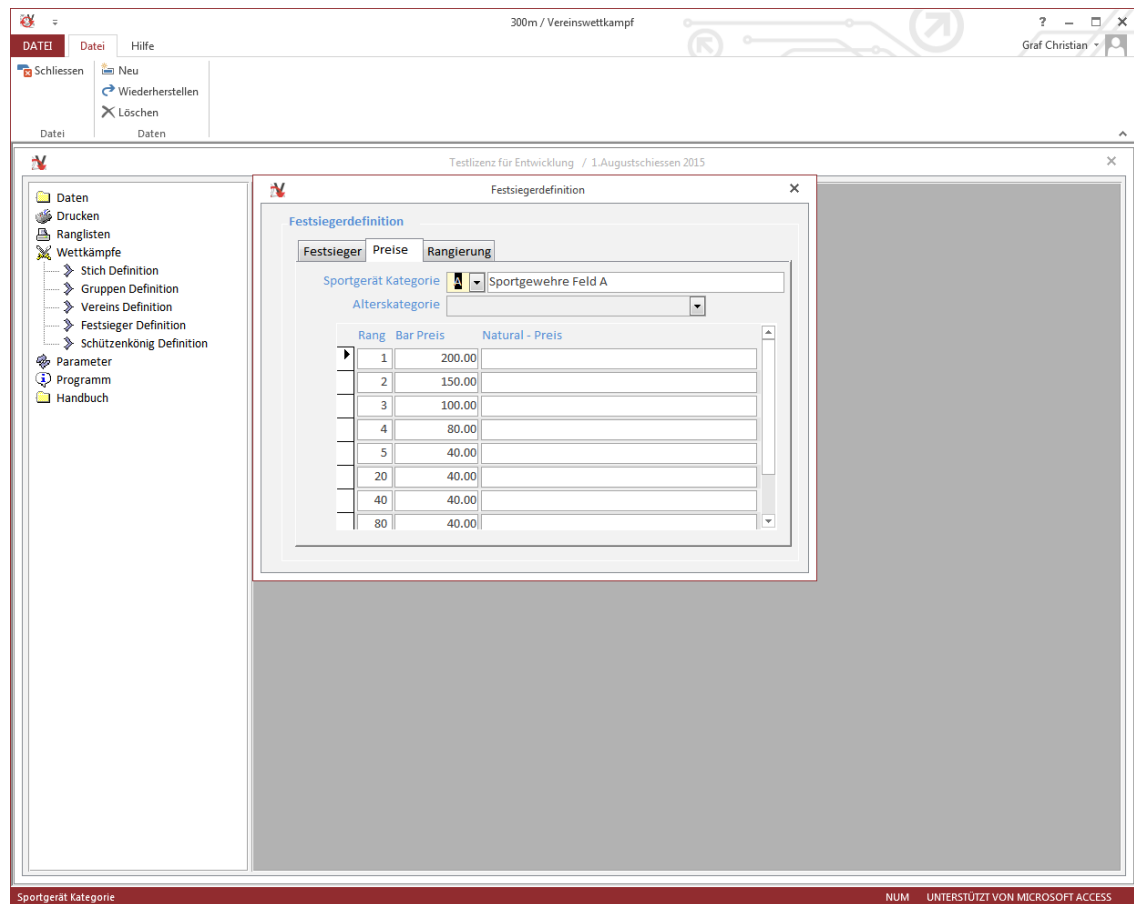 300m / Vereinswettkampf
?
DATEI Datei Hilfe
Graf Christian
Schliessen
Neu
Wiederherstellen
Löschen
Datei Daten
Testlizenz für Entwicklung / 1.Augustschiessen 2015
Daten
Drucken
Ranglisten
Wettkämpfe
Stich Definition
Gruppen Definition
Vereins Definition
Festsieger Definition
Schützenkönig Definition
Parameter
Programm
Handbuch
Festsiegerdefinition
Festsiegerdefinition
Festsieger Preise Rangierung
Sportgerät Kategorie A Sportgewehre Feld A
Alterskategorie
Rang Bar Preis Natural - Preis
1 200.00
2 150.00
3 100.00
4 80.00
5 40.00
20 40.00
40 40.00
80 40.00
Sportgerät Kategorie
NUM UNTERSTÜTZT VON MICROSOFT ACCESS